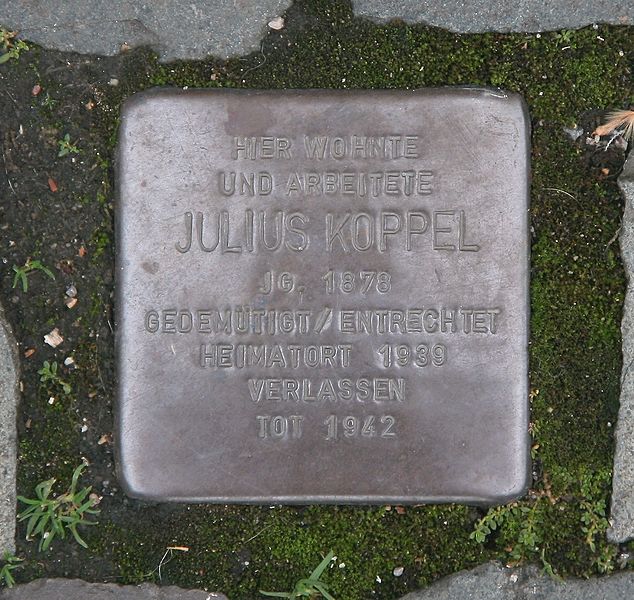 HIER WOHNTE
UND ARBEITETE
JULIUS KOPPEL
JG. 1878
GEDEMÜTIGT/ENTRECHTET
HEIMATORT 1939
VERLASSEN
TOT 1942